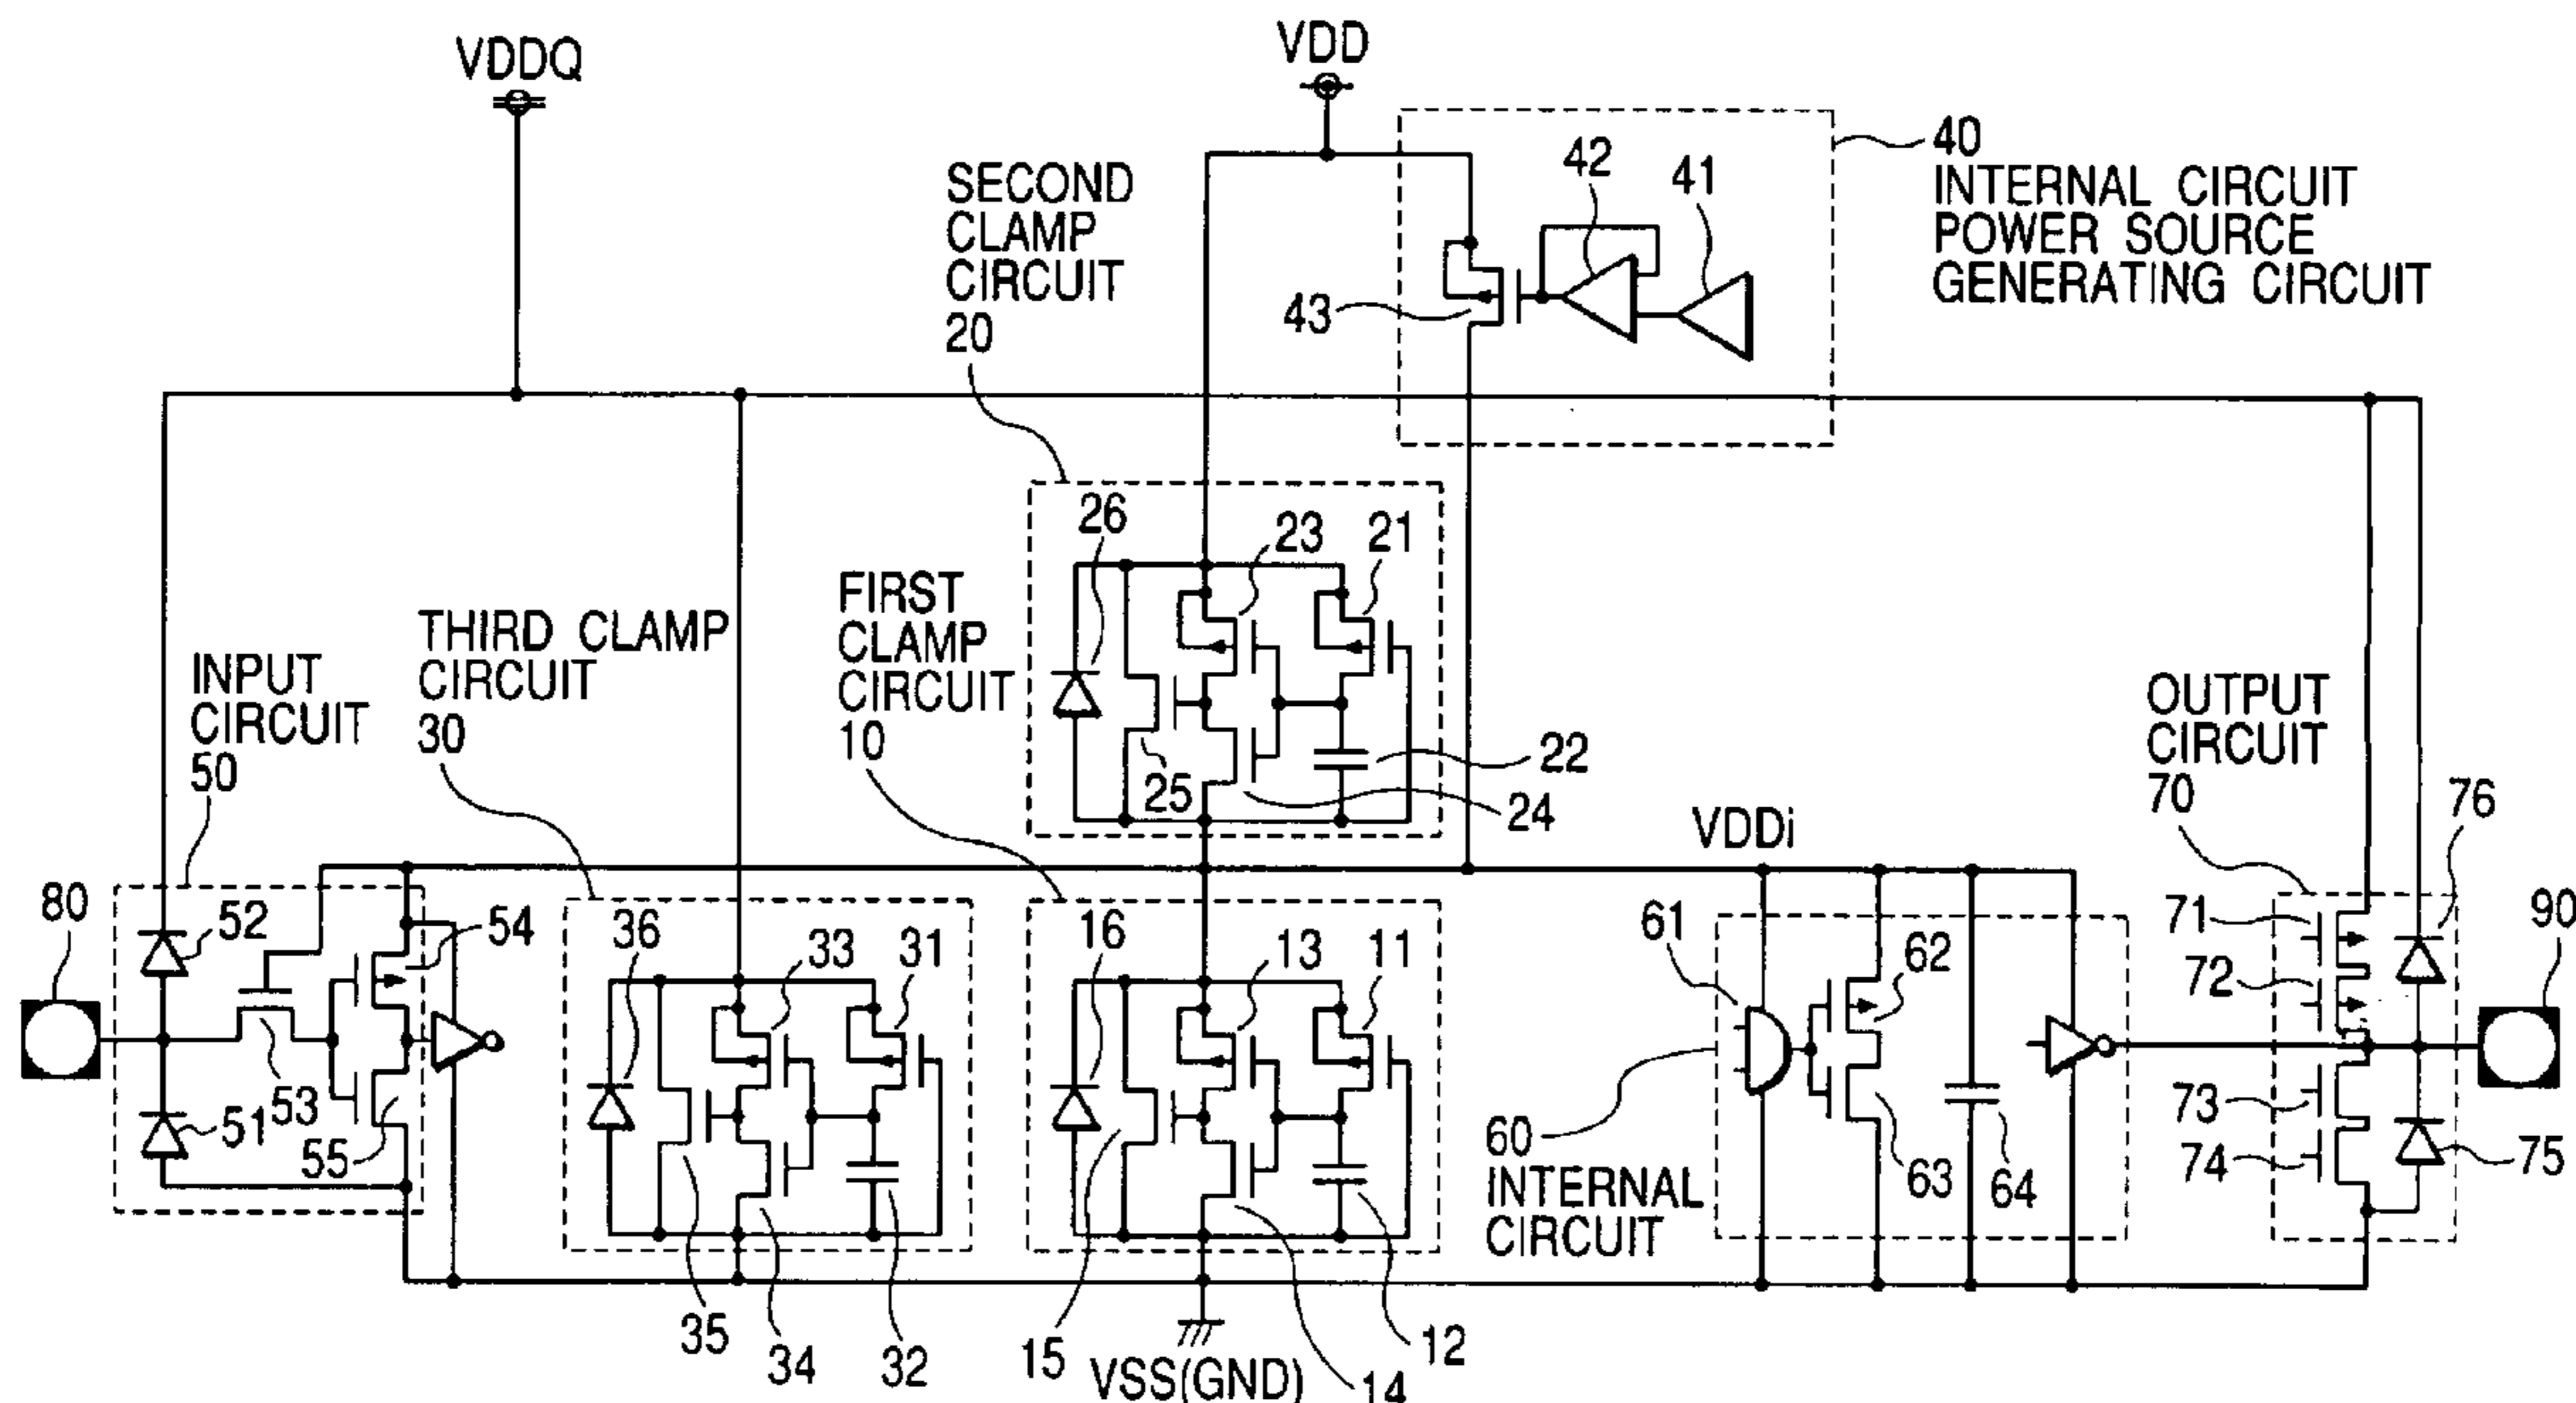 VDDQ
VDD
40
INTERNAL CIRCUIT
POWER SOURCE
GENERATING CIRCUIT
42
41
43
SECOND
CLAMP
CIRCUIT
20
26
23
21
25
22
24
FIRST
CLAMP
CIRCUIT
10
THIRD CLAMP
CIRCUIT
30
INPUT
CIRCUIT
50
OUTPUT
CIRCUIT
70
VDDi
76
80
52
54
53
51
55
36
33
31
35
34
32
16
13
11
15
14
12
VSS(GND)
61
62
60
INTERNAL
CIRCUIT
63
64
71
72
73
74
75
90